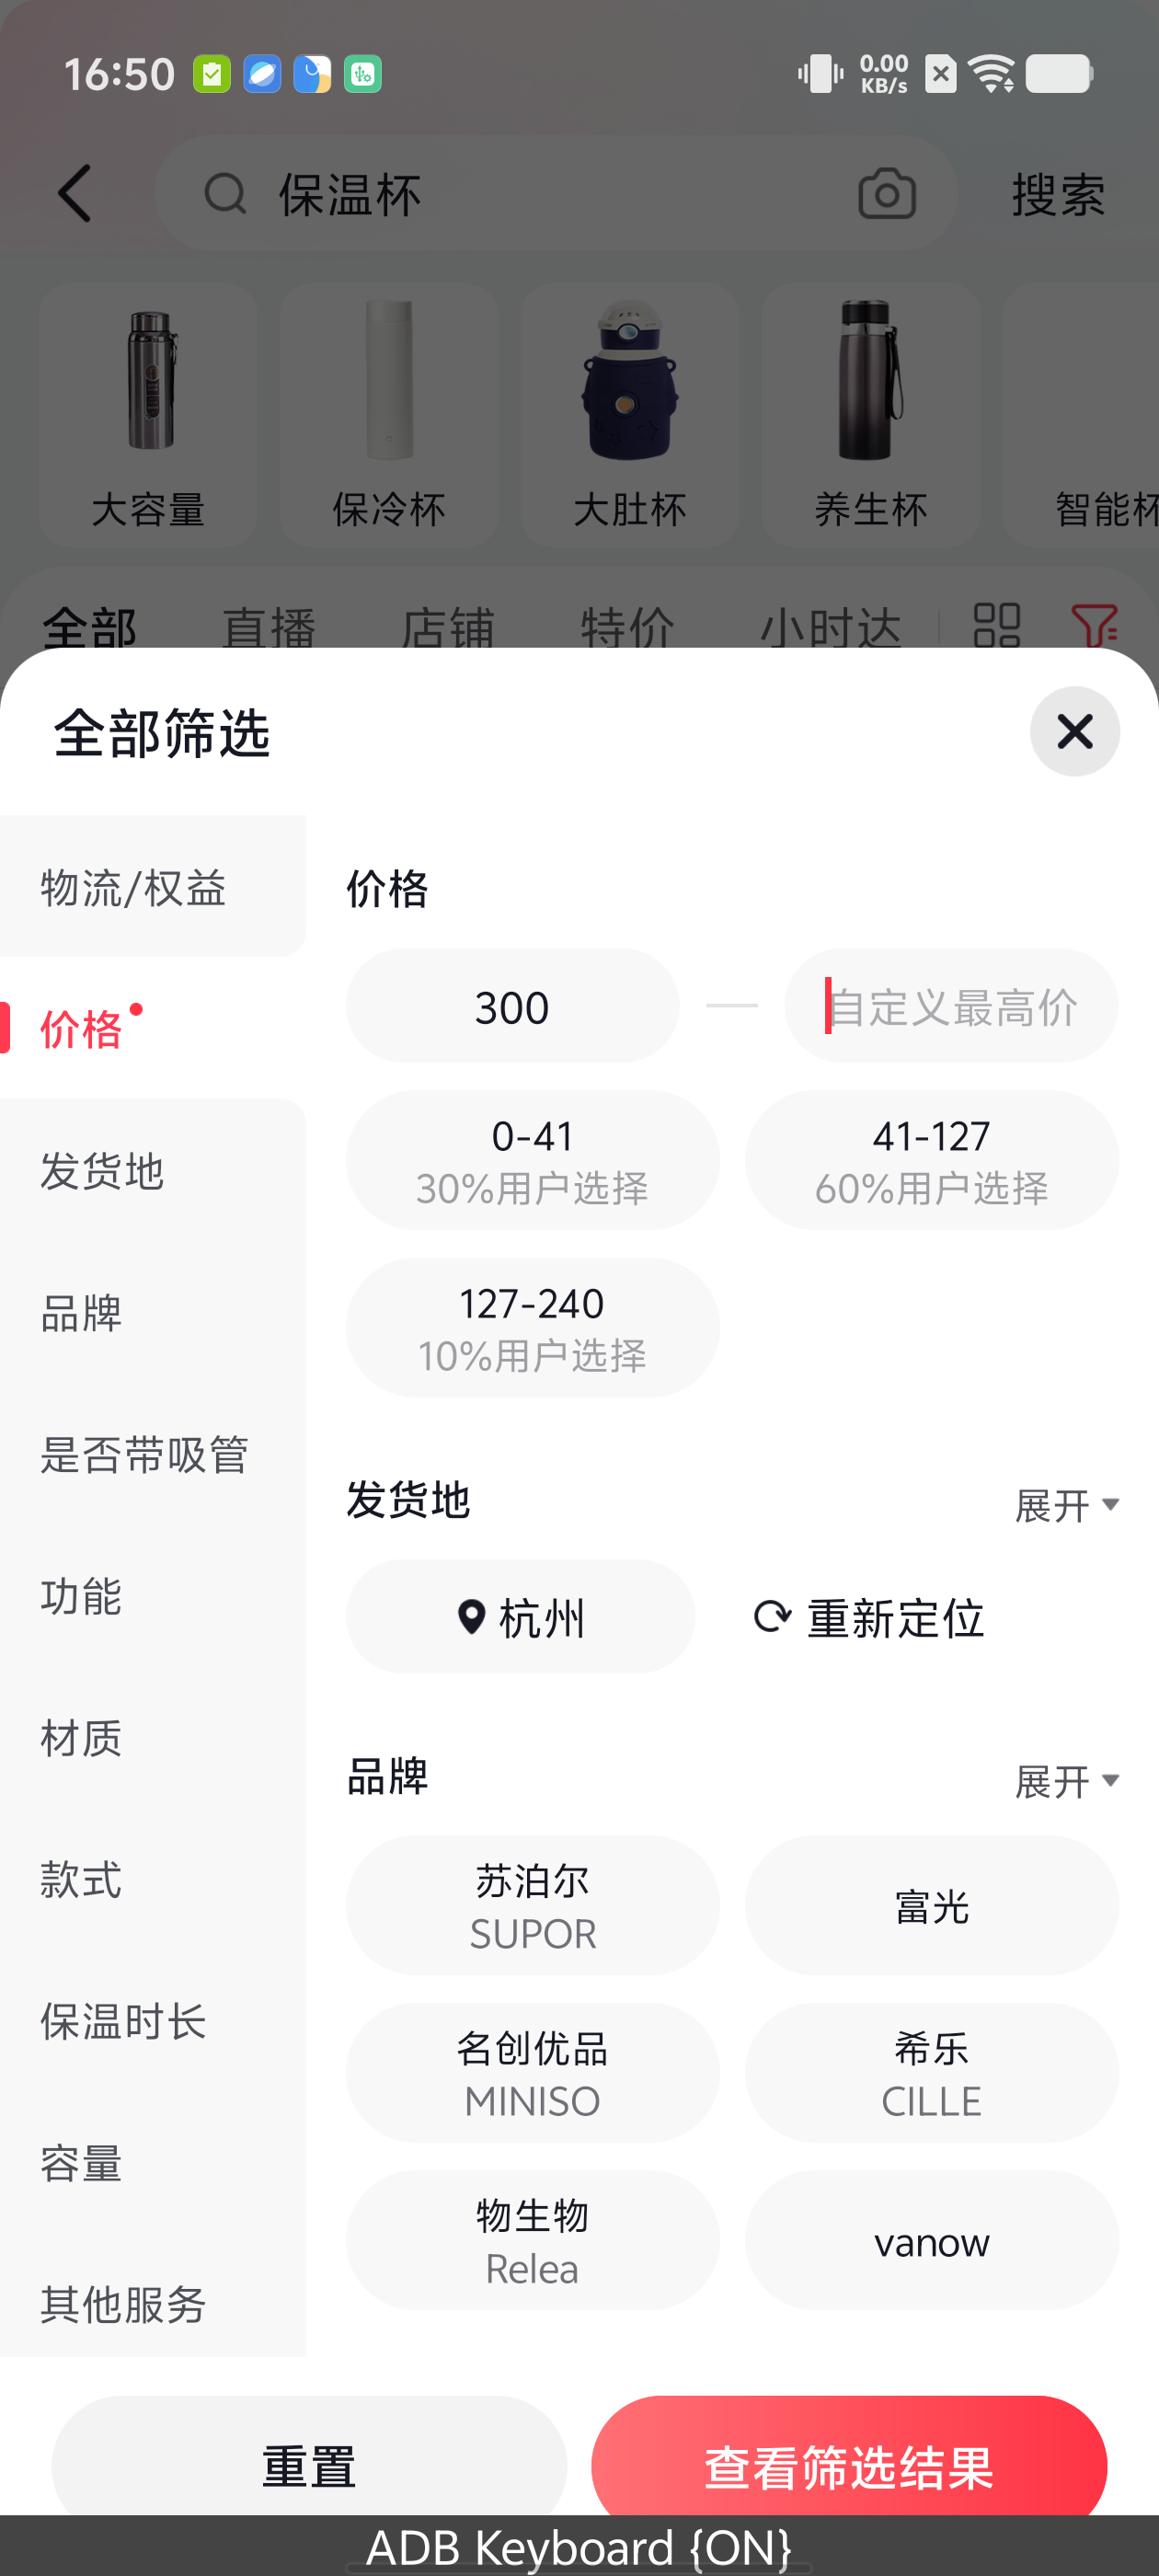 16:50
0.00
KB/s
保温杯
搜索
大容量
保冷杯
大肚杯
养生杯
智能杯
全部
直播
店铺
特价
小时达
全部筛选
物流/权益
价格
发货地
品牌
是否带吸管
功能
材质
款式
保温时长
容量
其他服务
价格
300
自定义最高价
0-41
30%用户选择
41-127
60%用户选择
127-240
10%用户选择
发货地
展开
杭州
重新定位
品牌
展开
苏泊尔
SUPOR
富光
名创优品
MINISO
希乐
CILLE
物生物
Relea
vanow
重置
查看筛选结果
ADB Keyboard {ON}